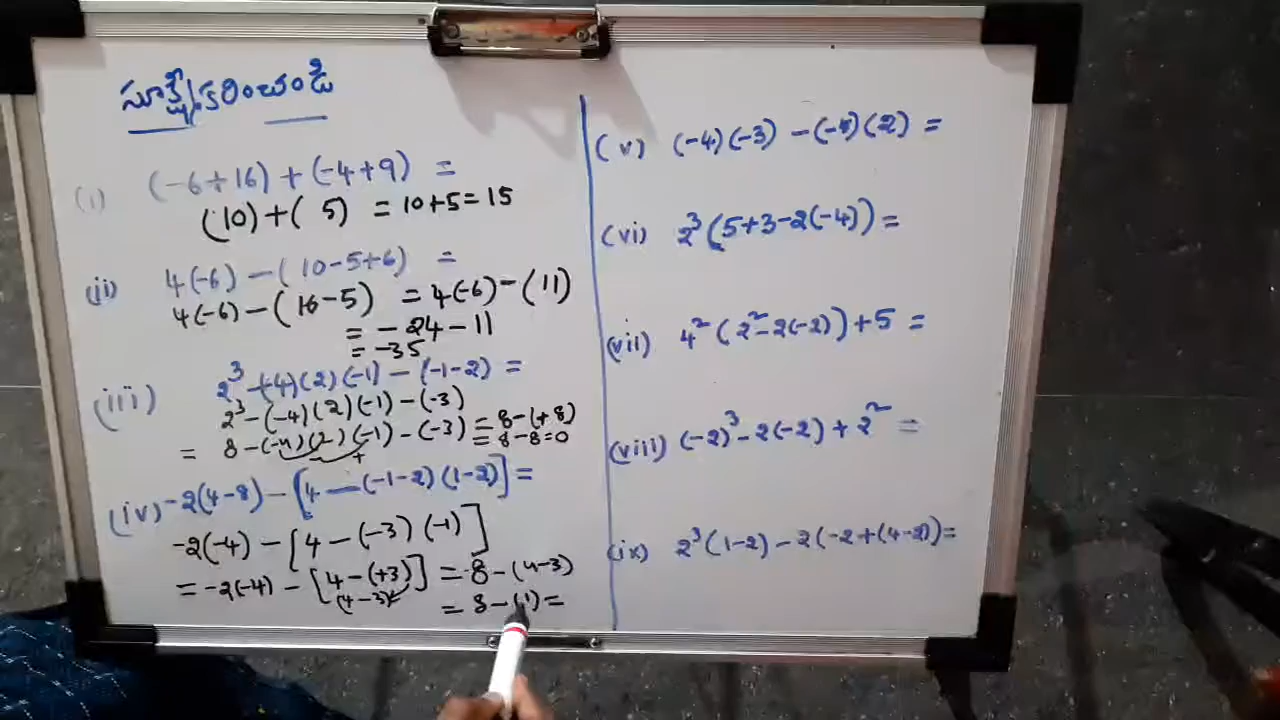 సూక్ష్మీకరించండి
(i) (-6+16) + (-4+9) =
(10)+( 5) = 10+5=15
(ii) 4(-6) - (10-5+6) =
4(-6) - (16-5) = 4(-6) - (11)
= -24-11
= -35
(iii) 2³ -(-4)(2)(-1) - (-1-2) =
2³-(-4)(2)(-1) - (-3)
= 8-(-4)(2)(-1) - (-3) = 8-(+8)
= 8-8=0
(iv) -2(4-8) - [4 - (-1-2)(1-2)] =
-2(-4) - [4 - (-3)(-1)]
= -2(-4) - [4-(+3)] = 8-(4-3)
(4-3)
= 8-(1) =
(v) (-4)(-3) - (-5)(2) =
(vi) 2³(5+3-2(-4)) =
(vii) 4²(2²-2(-2))+5 =
(viii) (-2)³-2(-2)+2² =
(ix) 2³(1-2)-2(-2+(4-2)=